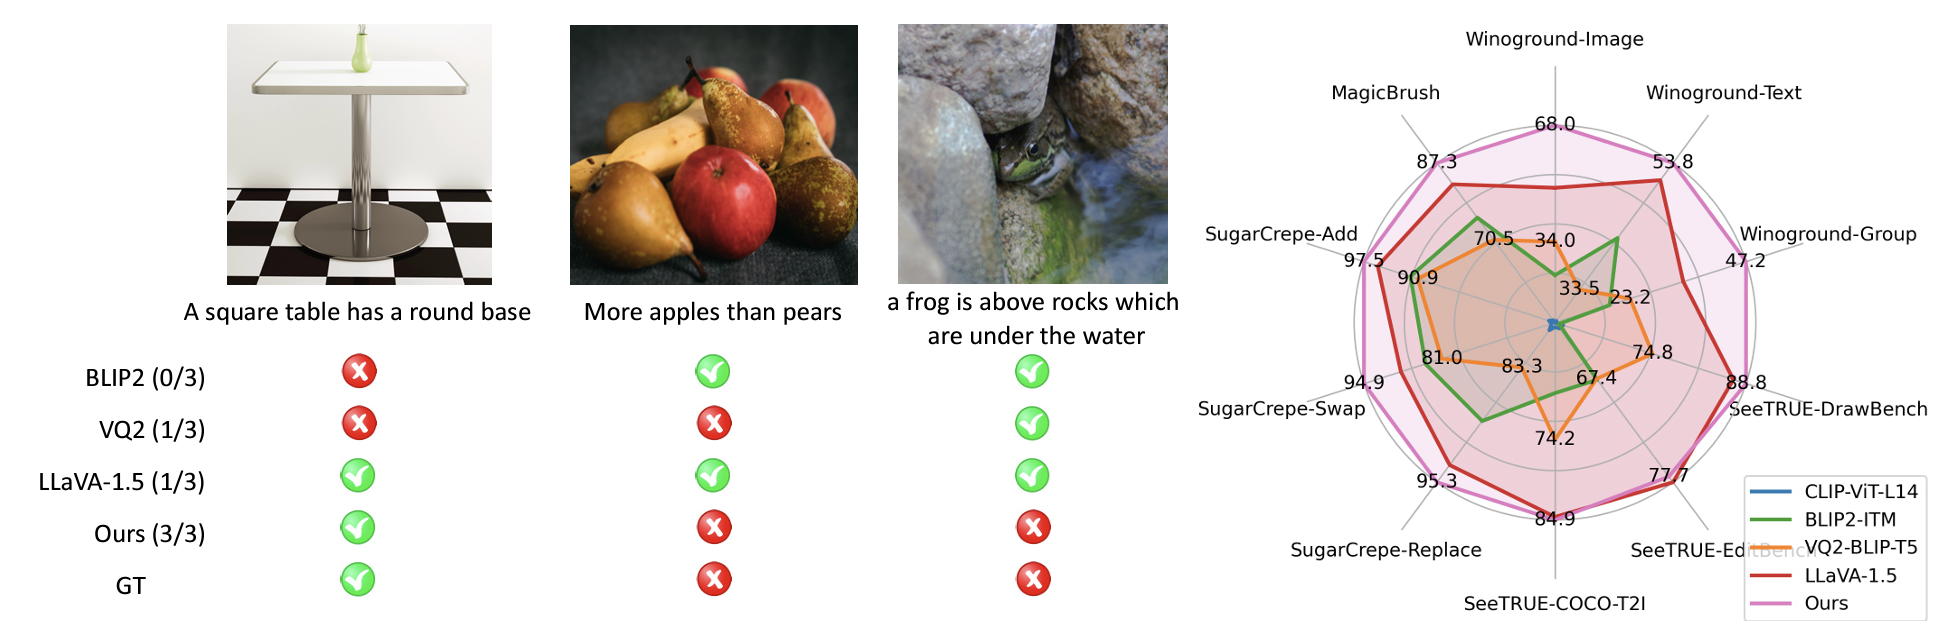 A square table has a round base
More apples than pears
a frog is above rocks which
are under the water
BLIP2 (0/3)
VQ2 (1/3)
LLaVA-1.5 (1/3)
Ours (3/3)
GT
Winoground-Image
MagicBrush
Winoground-Text
68.0
87.3
53.8
SugarCrepe-Add
Winoground-Group
70.5
34.0
97.5
47.2
90.9
33.5
23.2
81.0
74.8
83.3
67.4
94.9
88.8
SugarCrepe-Swap
SeeTRUE-DrawBench
74.2
95.3
77.7
84.9
SugarCrepe-Replace
SeeTRUE-EditBench
SeeTRUE-COCO-T2I
CLIP-ViT-L14
BLIP2-ITM
VQ2-BLIP-T5
LLaVA-1.5
Ours